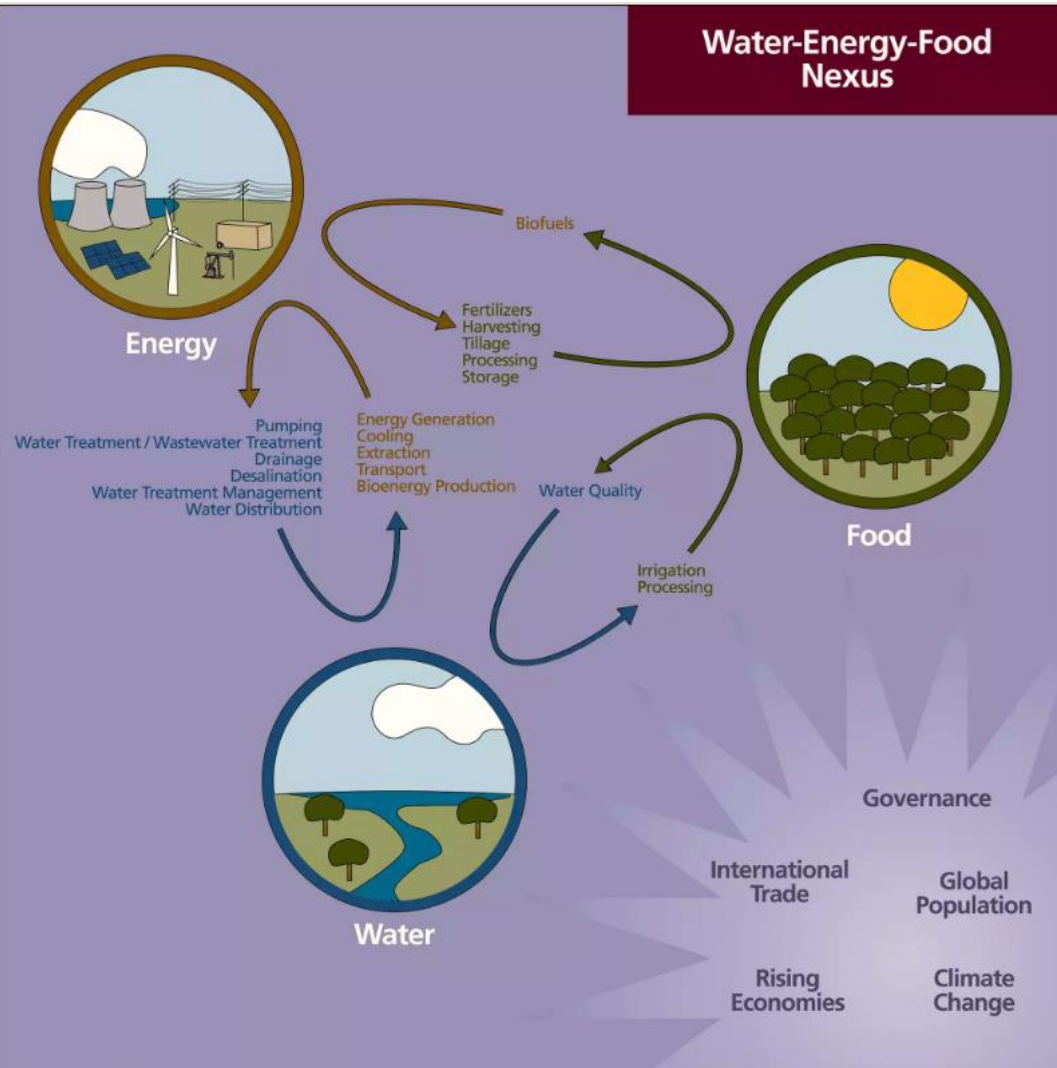 Water-Energy-Food
Nexus
Biofuels
Fertilizers
Harvesting
Tillage
Processing
Storage
Energy
Pumping
Water Treatment / Wastewater Treatment
Drainage
Desalination
Water Treatment Management
Water Distribution
Energy Generation
Cooling
Extraction
Transport
Bioenergy Production
Water Quality
Food
Irrigation
Processing
Water
Governance
International
Trade
Global
Population
Rising
Economies
Climate
Change